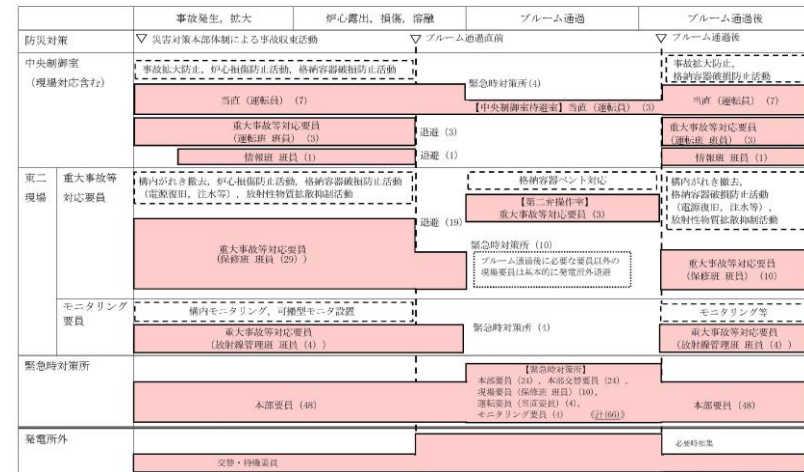 事故発生，拡大
炉心露出，損傷，溶融
プルーム通過
プルーム通過後
防災対策
▽ 災害対策本部体制による事故収束活動
▽ プルーム通過直前
▽ プルーム通過後
中央制御室
（現場対応含む）
事故拡大防止，炉心損傷防止活動，格納容器破損防止活動
緊急時対策所(4)
事故拡大防止，
格納容器破損防止活動
当直（運転員）（7）
【中央制御室待避室】当直（運転員）（3）
当直（運転員）（7）
重大事故等対応要員
（運転班 班員）（3）
退避（3）
重大事故等対応要員
（運転班 班員）（3）
情報班 班員（1）
退避（1）
情報班 班員（1）
東二
現場
重大事故等
対応要員
構内がれき撤去，炉心損傷防止活動，格納容器破損防止活動
（電源復旧，注水等），放射性物質拡散抑制活動
格納容器ベント対応
構内がれき撤去，
格納容器破損防止活動
（電源復旧，注水等），
放射性物質拡散抑制活動
【第二弁操作室】
重大事故等対応要員（3）
退避（19）
重大事故等対応要員
（保修班 班員（29））
緊急時対策所（10）
プルーム通過後に必要な要員以外の
現場要員は基本的に発電所外退避
重大事故等対応要員
（保修班 班員）（10）
モニタリング
要員
構内モニタリング，可搬型モニタ設置
モニタリング等
重大事故等対応要員
（放射線管理班 班員（4））
緊急時対策所（4）
重大事故等対応要員
（放射線管理班 班員（4））
緊急時対策所
本部要員（48）
【緊急時対策所】
本部要員（24），本部交替要員（24），
現場要員（保修班 班員）（10），
運転要員（当直要員）（4），
モニタリング要員（4）　《計(66)》
本部要員（48）
発電所外
必要時招集
交替・待機要員